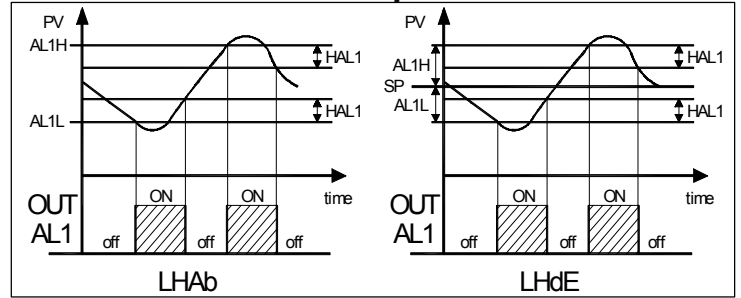 PV
AL1H
HAL1
HAL1
AL1L
time
OUT
AL1
off
ON
off
ON
off
LHAb
PV
AL1H
HAL1
SP
AL1L
HAL1
time
OUT
AL1
off
ON
off
ON
off
LHdE